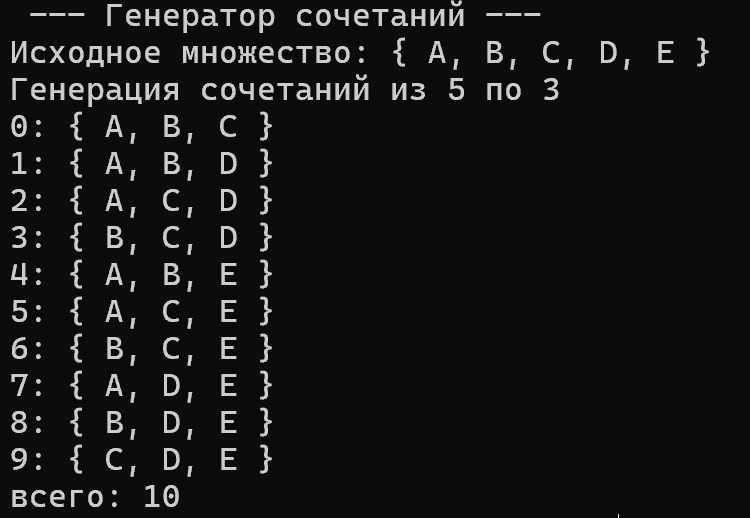 --- Генератор сочетаний ---
Исходное множество: { A, B, C, D, E }
Генерация сочетаний из 5 по 3
0: { A, B, C }
1: { A, B, D }
2: { A, C, D }
3: { B, C, D }
4: { A, B, E }
5: { A, C, E }
6: { B, C, E }
7: { A, D, E }
8: { B, D, E }
9: { C, D, E }
всего: 10